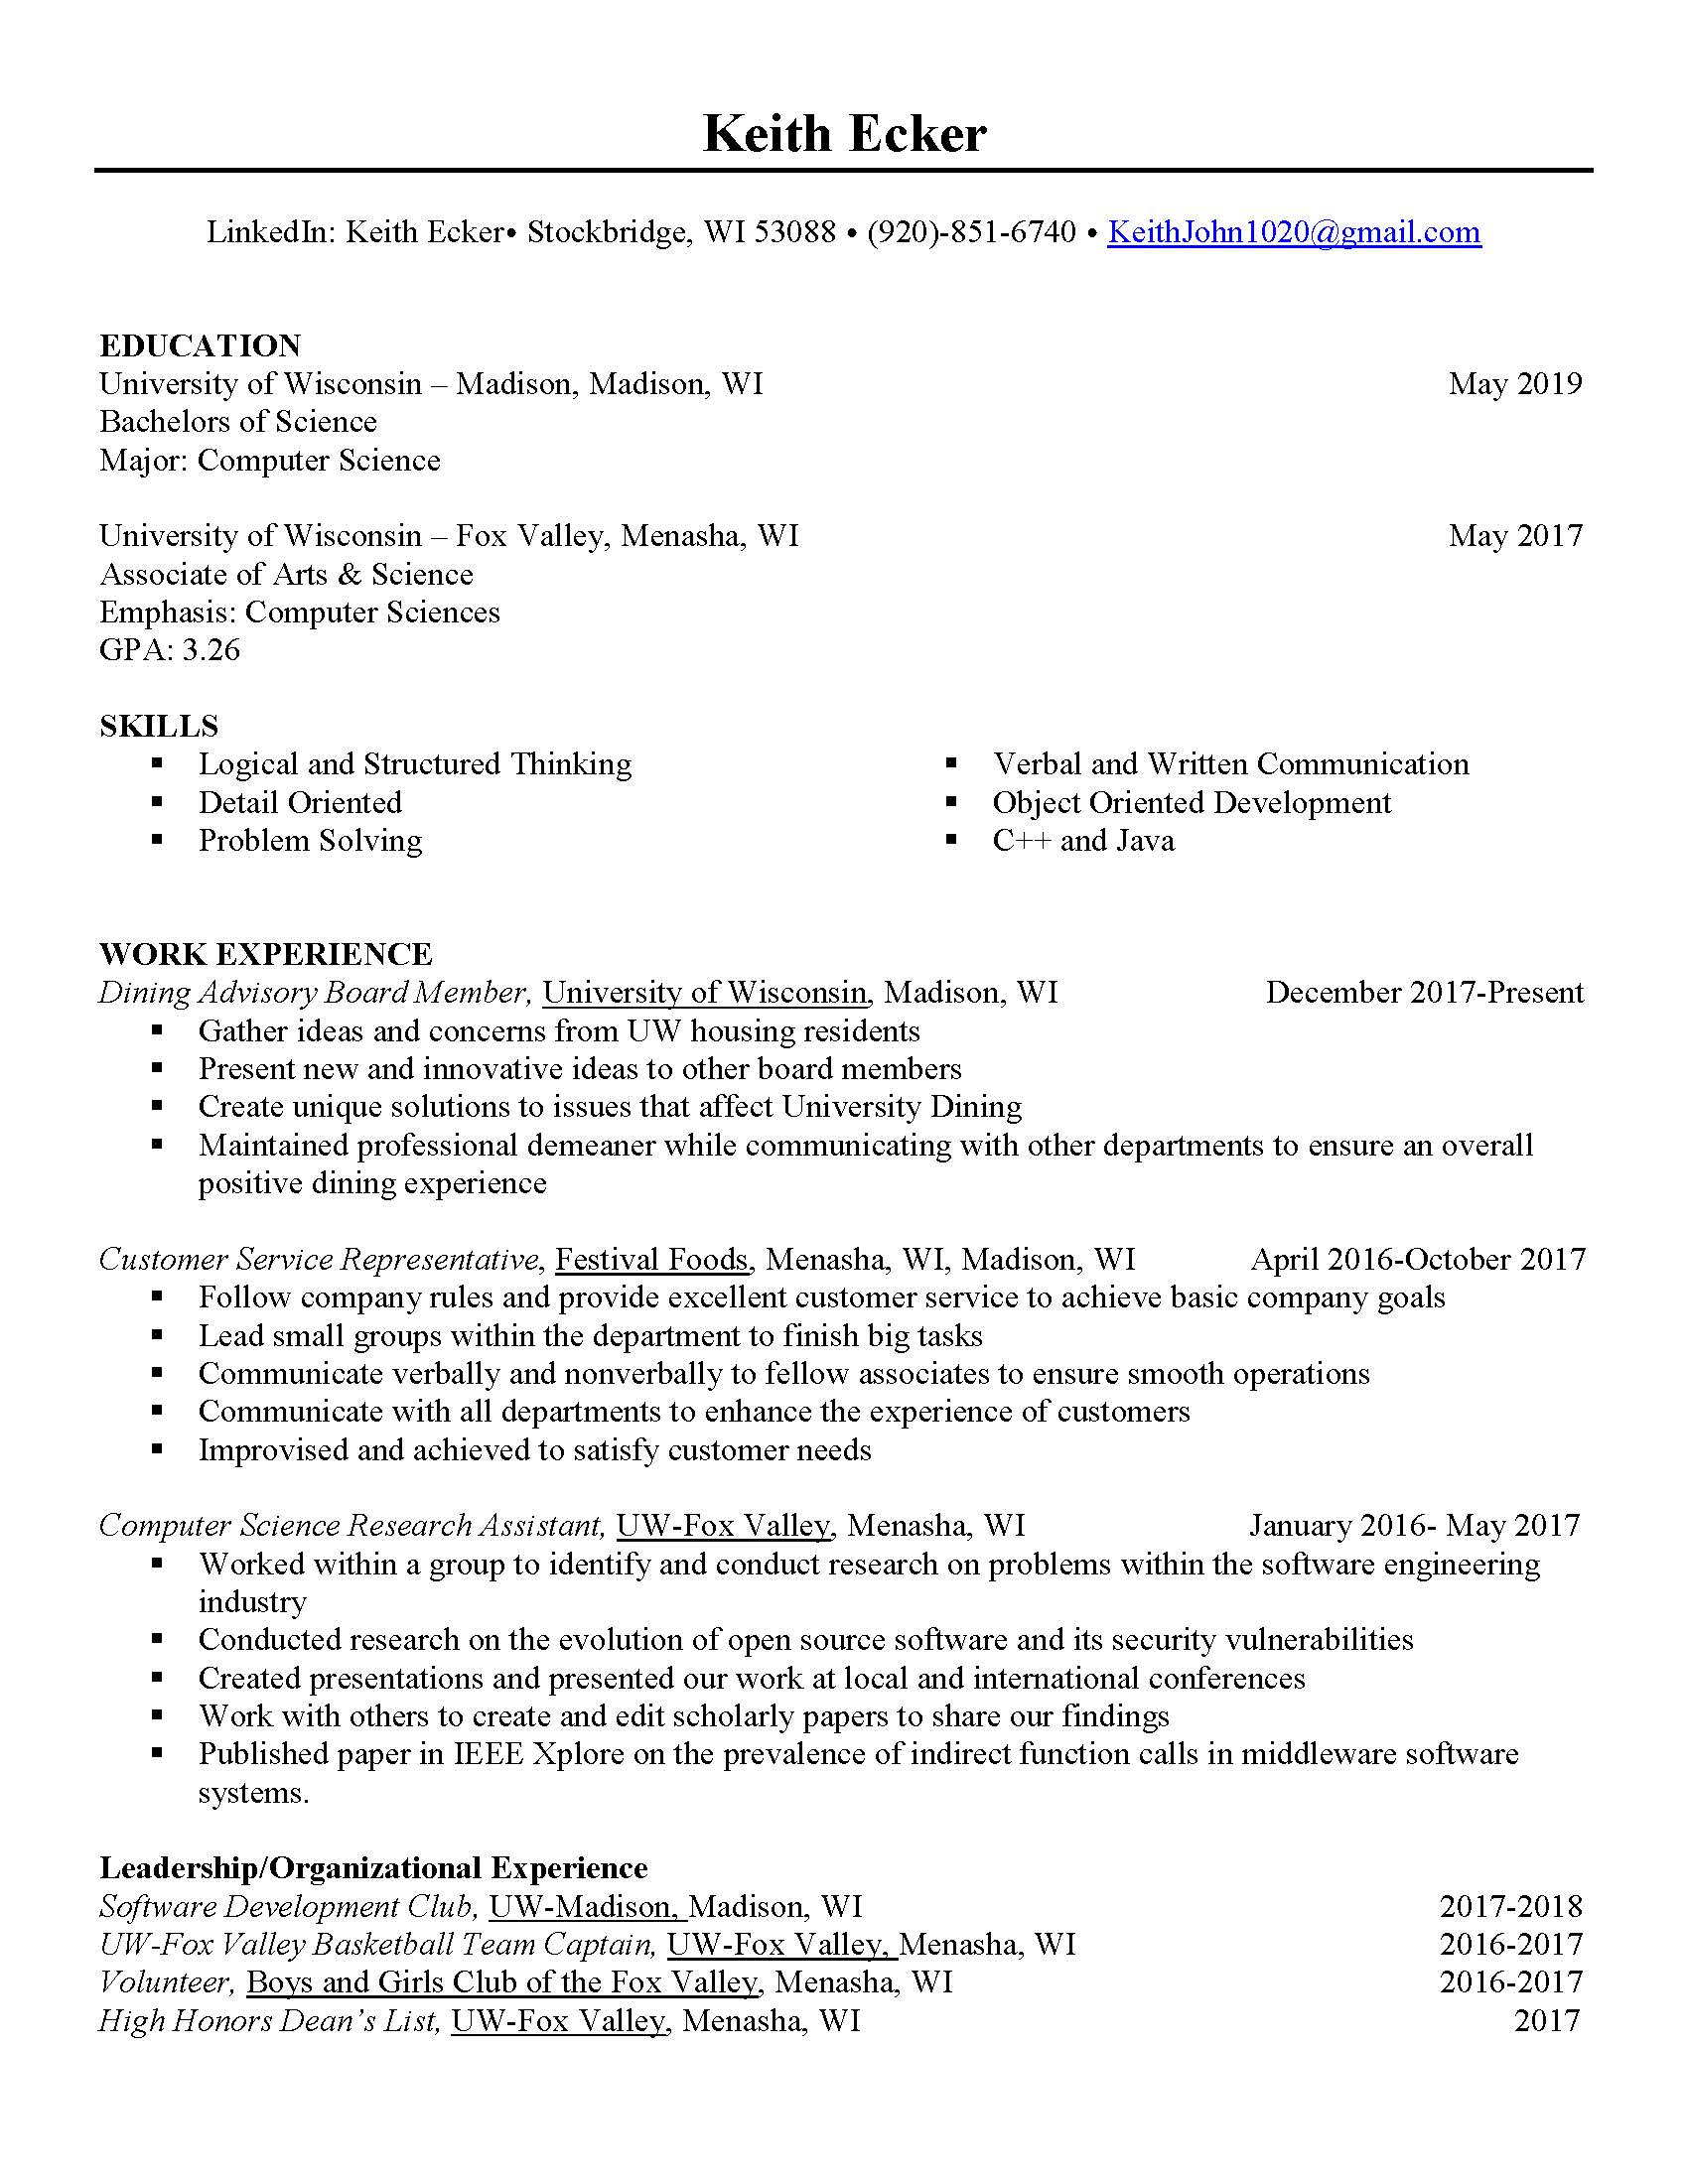 Keith Ecker
LinkedIn: Keith Ecker• Stockbridge, WI 53088 • (920)-851-6740 • KeithJohn1020@gmail.com
EDUCATION
University of Wisconsin – Madison, Madison, WI May 2019
Bachelors of Science
Major: Computer Science
University of Wisconsin – Fox Valley, Menasha, WI May 2017
Associate of Arts & Science
Emphasis: Computer Sciences
GPA: 3.26
SKILLS
▪ Logical and Structured Thinking ▪ Verbal and Written Communication
▪ Detail Oriented ▪ Object Oriented Development
▪ Problem Solving ▪ C++ and Java
WORK EXPERIENCE
Dining Advisory Board Member, University of Wisconsin, Madison, WI December 2017-Present
▪ Gather ideas and concerns from UW housing residents
▪ Present new and innovative ideas to other board members
▪ Create unique solutions to issues that affect University Dining
▪ Maintained professional demeaner while communicating with other departments to ensure an overall
positive dining experience
Customer Service Representative, Festival Foods, Menasha, WI, Madison, WI April 2016-October 2017
▪ Follow company rules and provide excellent customer service to achieve basic company goals
▪ Lead small groups within the department to finish big tasks
▪ Communicate verbally and nonverbally to fellow associates to ensure smooth operations
▪ Communicate with all departments to enhance the experience of customers
▪ Improvised and achieved to satisfy customer needs
Computer Science Research Assistant, UW-Fox Valley, Menasha, WI January 2016- May 2017
▪ Worked within a group to identify and conduct research on problems within the software engineering
industry
▪ Conducted research on the evolution of open source software and its security vulnerabilities
▪ Created presentations and presented our work at local and international conferences
▪ Work with others to create and edit scholarly papers to share our findings
▪ Published paper in IEEE Xplore on the prevalence of indirect function calls in middleware software
systems.
Leadership/Organizational Experience
Software Development Club, UW-Madison, Madison, WI 2017-2018
UW-Fox Valley Basketball Team Captain, UW-Fox Valley, Menasha, WI 2016-2017
Volunteer, Boys and Girls Club of the Fox Valley, Menasha, WI 2016-2017
High Honors Dean’s List, UW-Fox Valley, Menasha, WI 2017